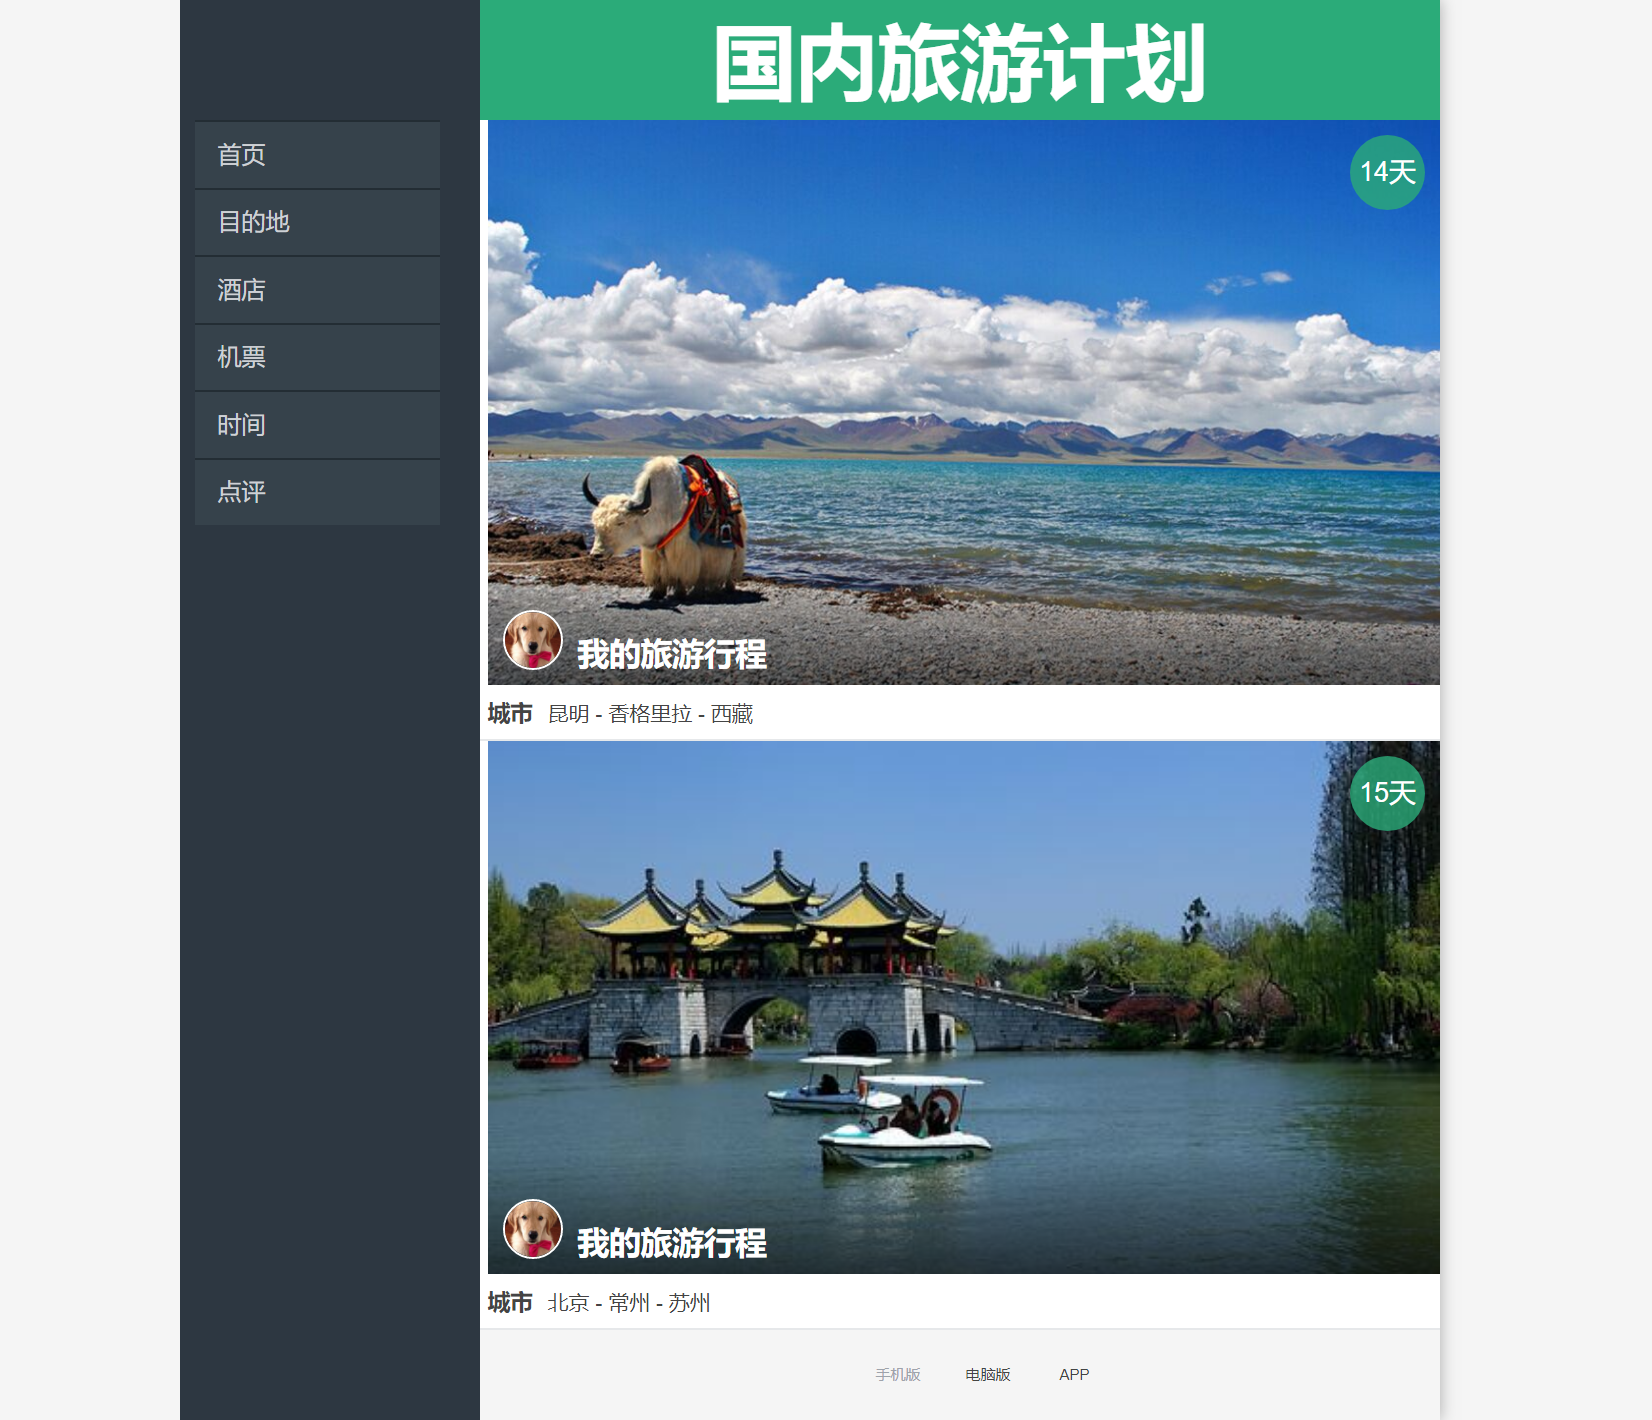 国内旅游计划
首页
目的地
酒店
机票
时间
点评
14天
我的旅游行程
城市 昆明 - 香格里拉 - 西藏
15天
我的旅游行程
城市 北京 - 常州 - 苏州
手机版 电脑版 APP